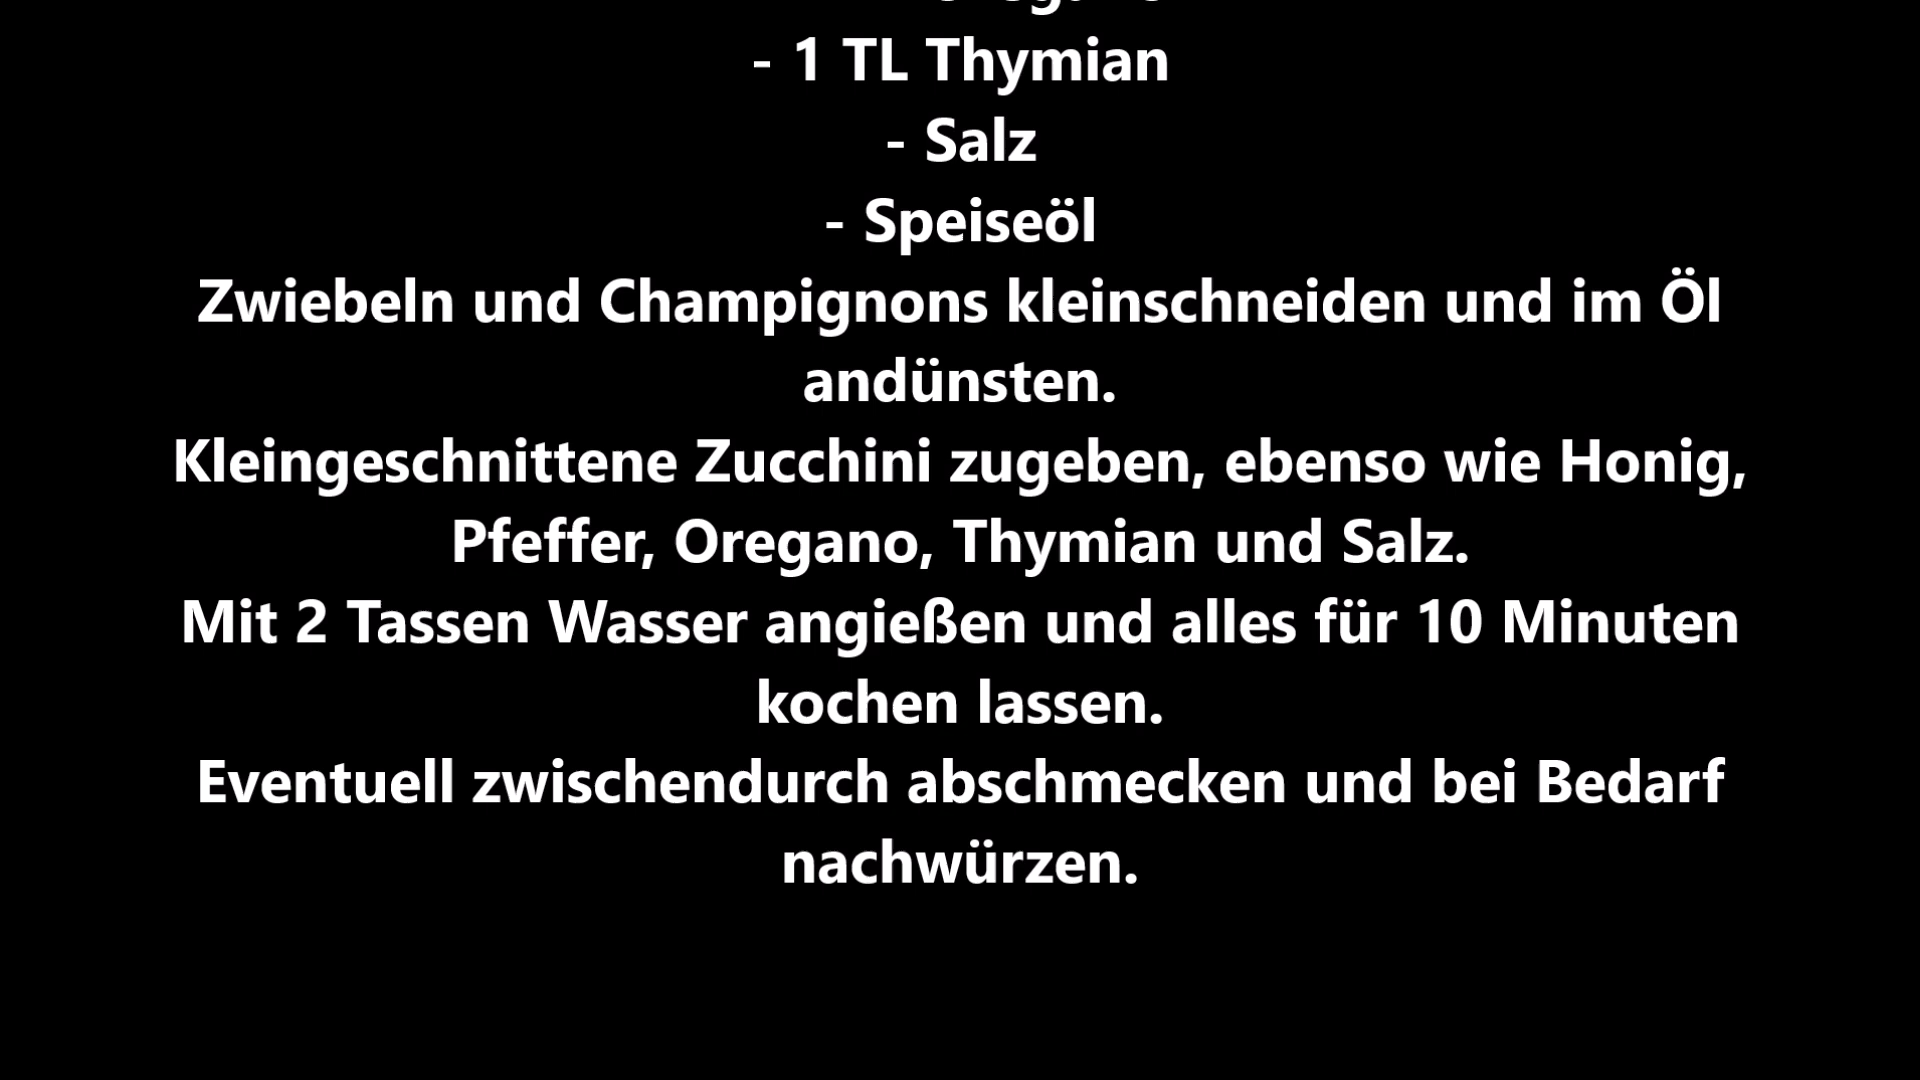 - 1 TL Thymian
- Salz
- Speiseöl
Zwiebeln und Champignons kleinschneiden und im Öl
andünsten.
Kleingeschnittene Zucchini zugeben, ebenso wie Honig,
Pfeffer, Oregano, Thymian und Salz.
Mit 2 Tassen Wasser angießen und alles für 10 Minuten
kochen lassen.
Eventuell zwischendurch abschmecken und bei Bedarf
nachwürzen.